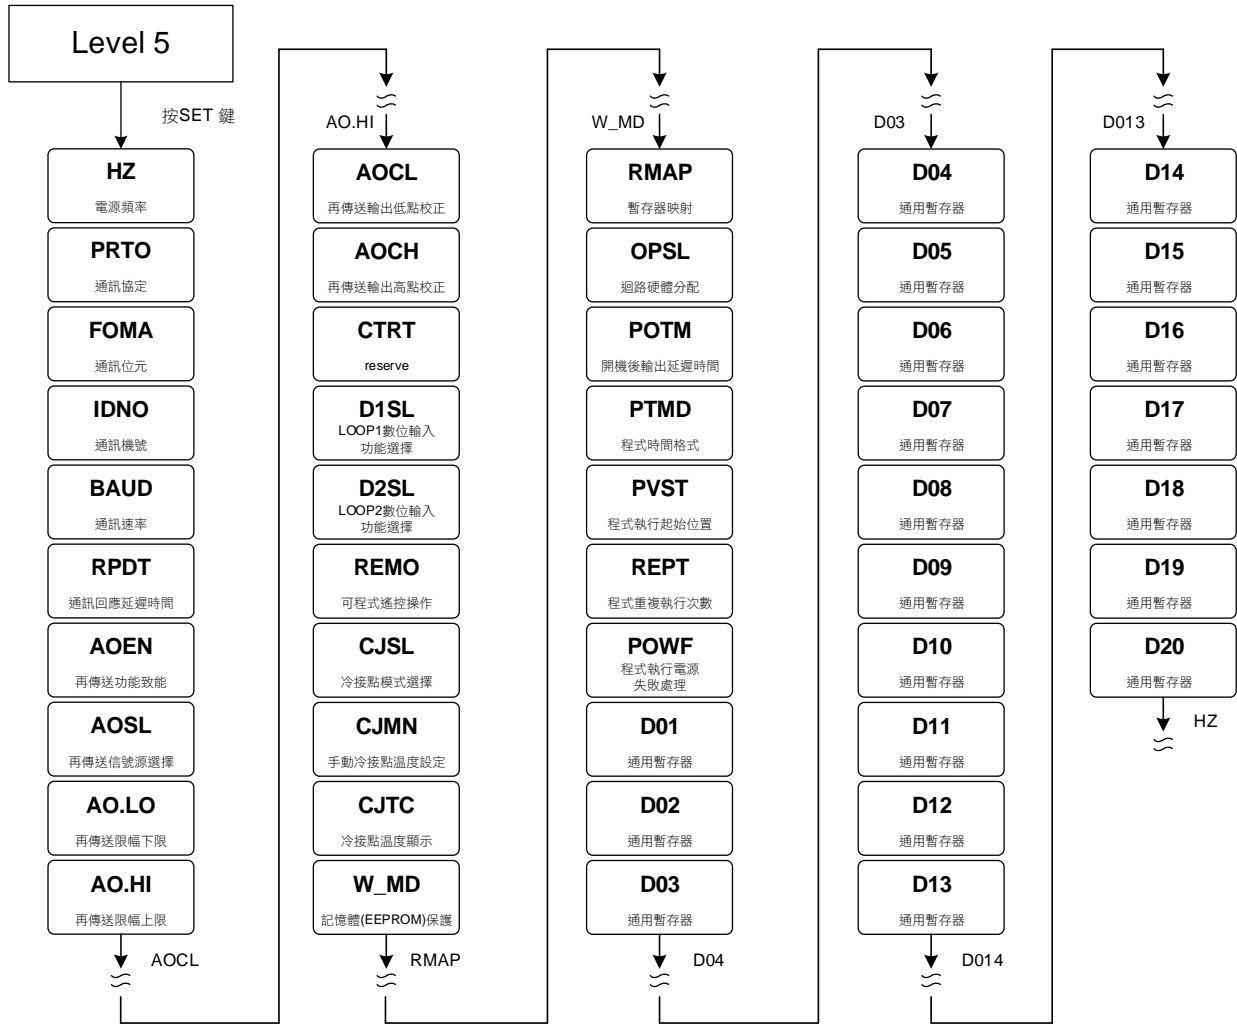 Level 5
按SET 鍵
HZ
電源頻率
PRTO
通訊協定
FOMA
通訊位元
IDNO
通訊機號
BAUD
通訊速率
RPDT
通訊回應延遲時間
AOEN
再傳送功能致能
AOSL
再傳送信號源選擇
AO.LO
再傳送限幅下限
AO.HI
再傳送限幅上限
AOCL
AO.HI
AOCL
再傳送輸出低點校正
AOCH
再傳送輸出高點校正
CTRT
reserve
D1SL
LOOP1數位輸入
功能選擇
D2SL
LOOP2數位輸入
功能選擇
REMO
可程式遙控操作
CJSL
冷接點模式選擇
CJMN
手動冷接點溫度設定
CJTC
冷接點溫度顯示
W_MD
記憶體(EEPROM)保護
RMAP
W_MD
RMAP
暫存器映射
OPSL
迴路硬體分配
POTM
開機後輸出延遲時間
PTMD
程式時間格式
PVST
程式執行起始位置
REPT
程式重複執行次數
POWF
程式執行電源
失敗處理
D01
通用暫存器
D02
通用暫存器
D03
通用暫存器
D04
D03
D04
通用暫存器
D05
通用暫存器
D06
通用暫存器
D07
通用暫存器
D08
通用暫存器
D09
通用暫存器
D10
通用暫存器
D11
通用暫存器
D12
通用暫存器
D13
通用暫存器
D014
D013
D14
通用暫存器
D15
通用暫存器
D16
通用暫存器
D17
通用暫存器
D18
通用暫存器
D19
通用暫存器
D20
通用暫存器
HZ